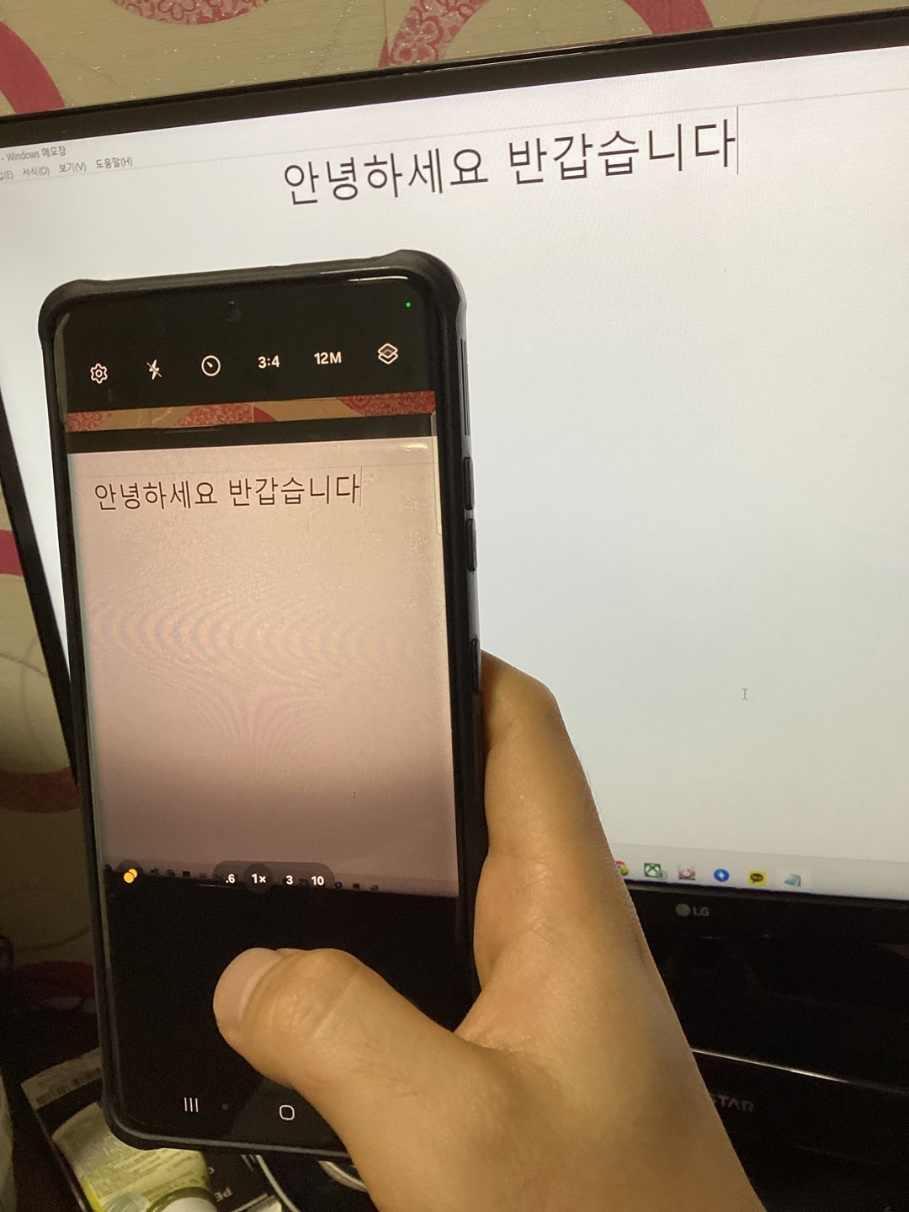 - Windows 메모장
서식(O) 보기(V) 도움말(H)
안녕하세요 반갑습니다
3:4 12M
안녕하세요 반갑습니다
.6 1× 3 10
LG
STAR